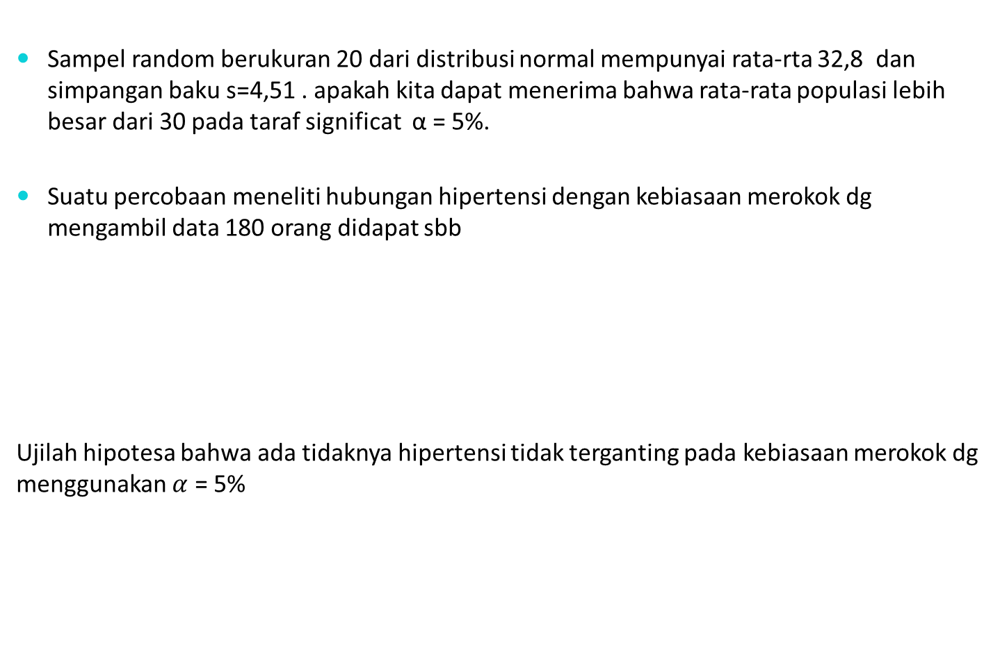 • Sampel random berukuran 20 dari distribusi normal mempunyai rata-rta 32,8 dan
simpangan baku s=4,51 . apakah kita dapat menerima bahwa rata-rata populasi lebih
besar dari 30 pada taraf significat α = 5%.
• Suatu percobaan meneliti hubungan hipertensi dengan kebiasaan merokok dg
mengambil data 180 orang didapat sbb
Ujilah hipotesa bahwa ada tidaknya hipertensi tidak terganting pada kebiasaan merokok dg
menggunakan 𝛼 = 5%